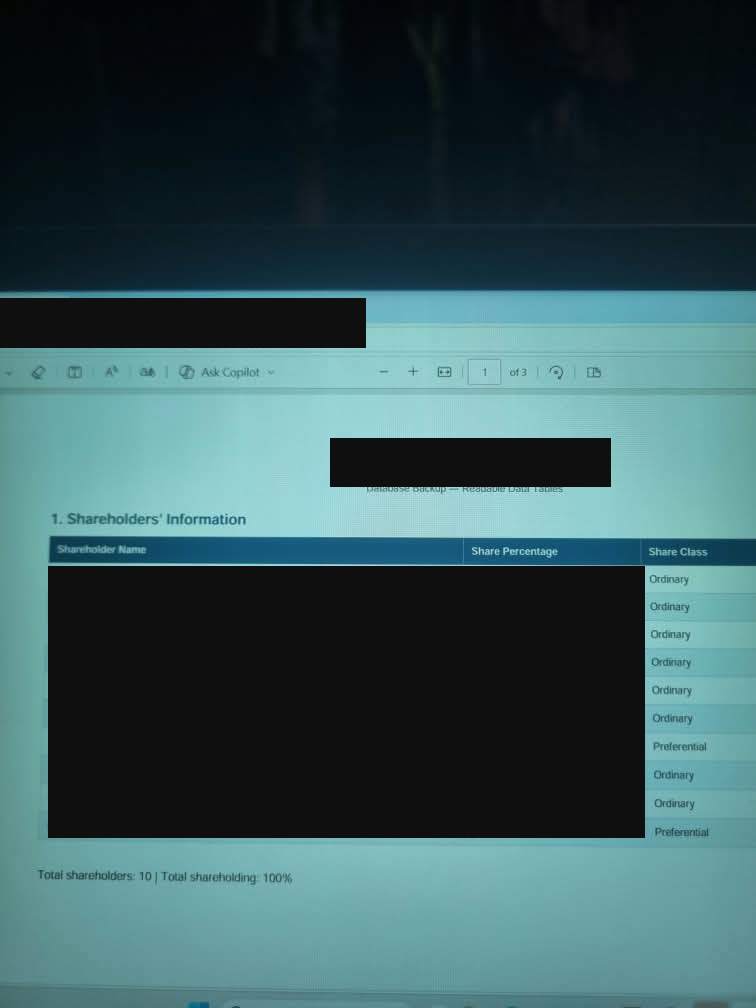 Ask Copilot
1 of 3
Database Backup — Readable Data Tables
1. Shareholders' Information
Shareholder Name Share Percentage Share Class
Ordinary
Ordinary
Ordinary
Ordinary
Ordinary
Ordinary
Preferential
Ordinary
Ordinary
Preferential
Total shareholders: 10 | Total shareholding: 100%